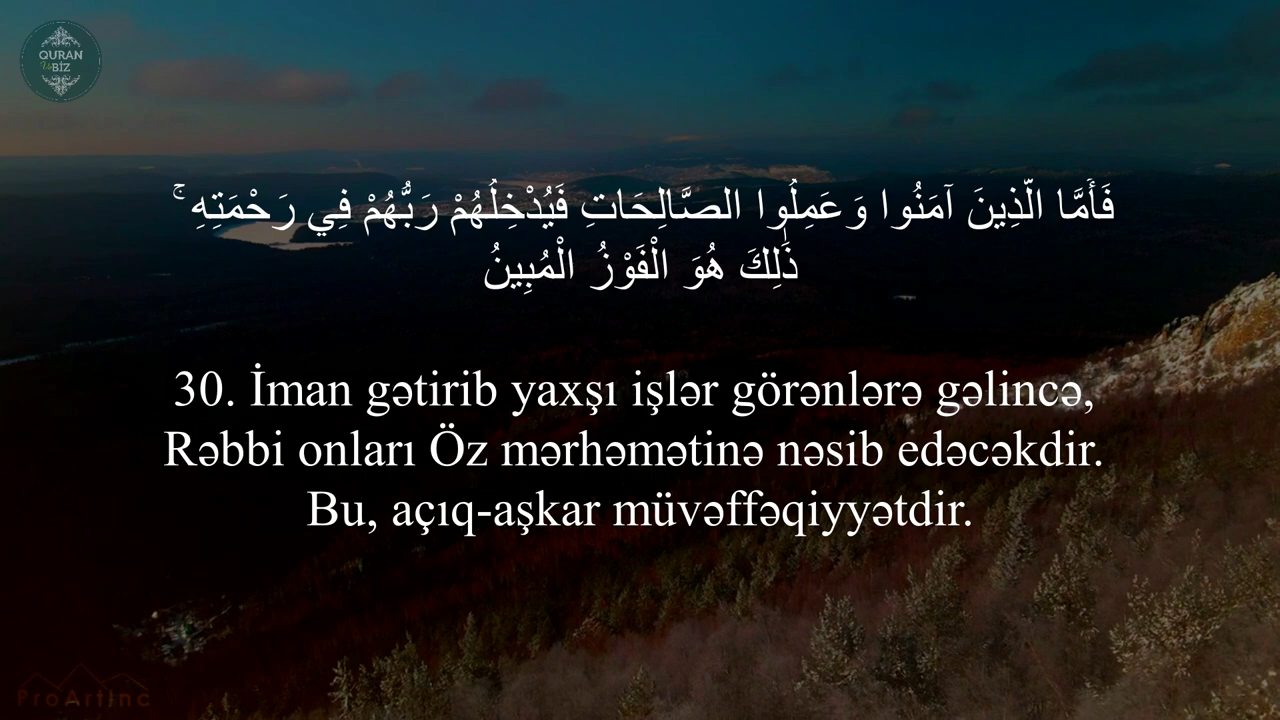 QURAN
Və
BİZ
فَأَمَّا الَّذِينَ آمَنُوا وَعَمِلُوا الصَّالِحَاتِ فَيُدْخِلُهُمْ رَبُّهُمْ فِي رَحْمَتِهِ ۚ
ذَٰلِكَ هُوَ الْفَوْزُ الْمُبِينُ
30. İman gətirib yaxşı işlər görənlərə gəlincə,
Rəbbi onları Öz mərhəmətinə nəsib edəcəkdir.
Bu, açıq-aşkar müvəffəqiyyətdir.
ProArtInc